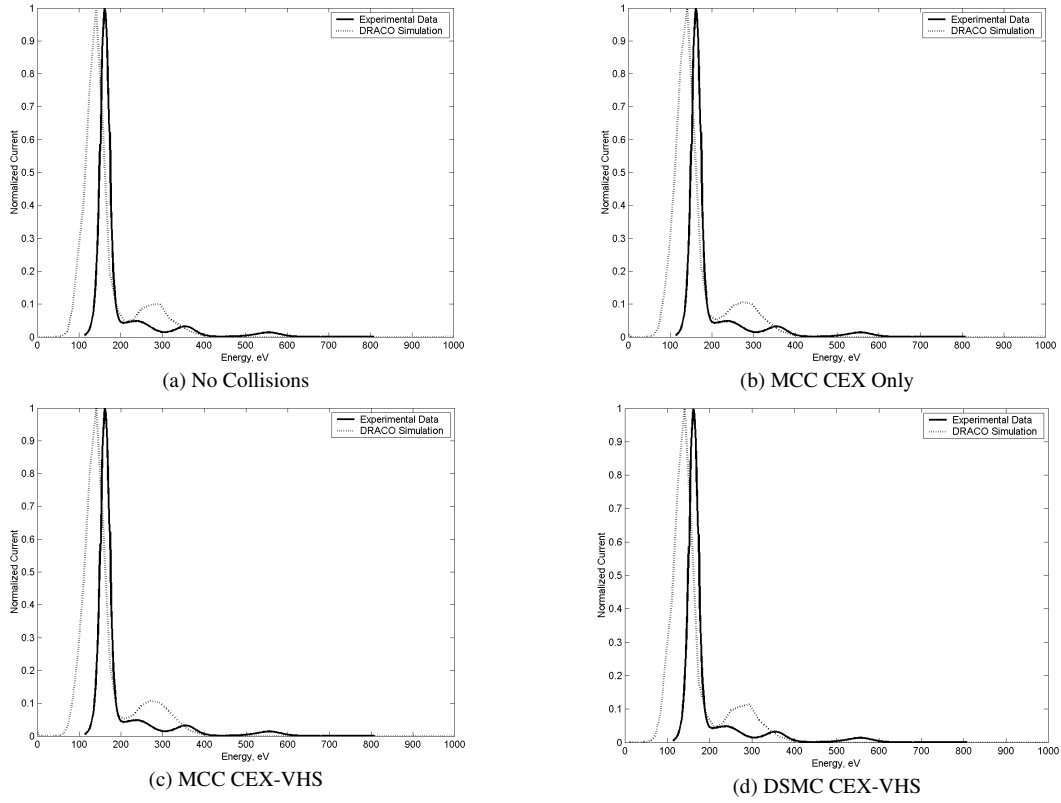 1
0.9
0.8
0.7
0.6
0.5
0.4
0.3
0.2
0.1
0
Normalized Current
Experimental Data
DRACO Simulation
0 100 200 300 400 500 600 700 800 900 1000
Energy, eV
(a) No Collisions
1
0.9
0.8
0.7
0.6
0.5
0.4
0.3
0.2
0.1
0
Normalized Current
Experimental Data
DRACO Simulation
0 100 200 300 400 500 600 700 800 900 1000
Energy, eV
(b) MCC CEX Only
1
0.9
0.8
0.7
0.6
0.5
0.4
0.3
0.2
0.1
0
Normalized Current
Experimental Data
DRACO Simulation
0 100 200 300 400 500 600 700 800 900 1000
Energy, eV
(c) MCC CEX-VHS
1
0.9
0.8
0.7
0.6
0.5
0.4
0.3
0.2
0.1
0
Normalized Current
Experimental Data
DRACO Simulation
0 100 200 300 400 500 600 700 800 900 1000
Energy, eV
(d) DSMC CEX-VHS